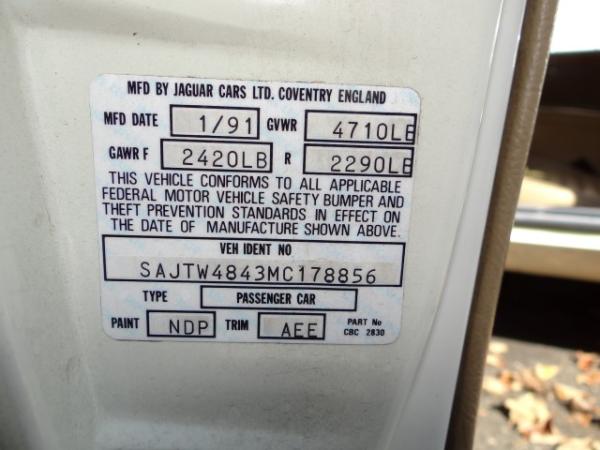 MFD BY JAGUAR CARS LTD. COVENTRY ENGLAND
MFD DATE 1/91 GVWR 4710LB
GAWR F 2420LB R 2290LB
THIS VEHICLE CONFORMS TO ALL APPLICABLE
FEDERAL MOTOR VEHICLE SAFETY BUMPER AND
THEFT PREVENTION STANDARDS IN EFFECT ON
THE DATE OF MANUFACTURE SHOWN ABOVE.
VEH IDENT NO
SAJTW4843MC178856
TYPE PASSENGER CAR
PAINT NDP TRIM AEE PART No
CBC 2830